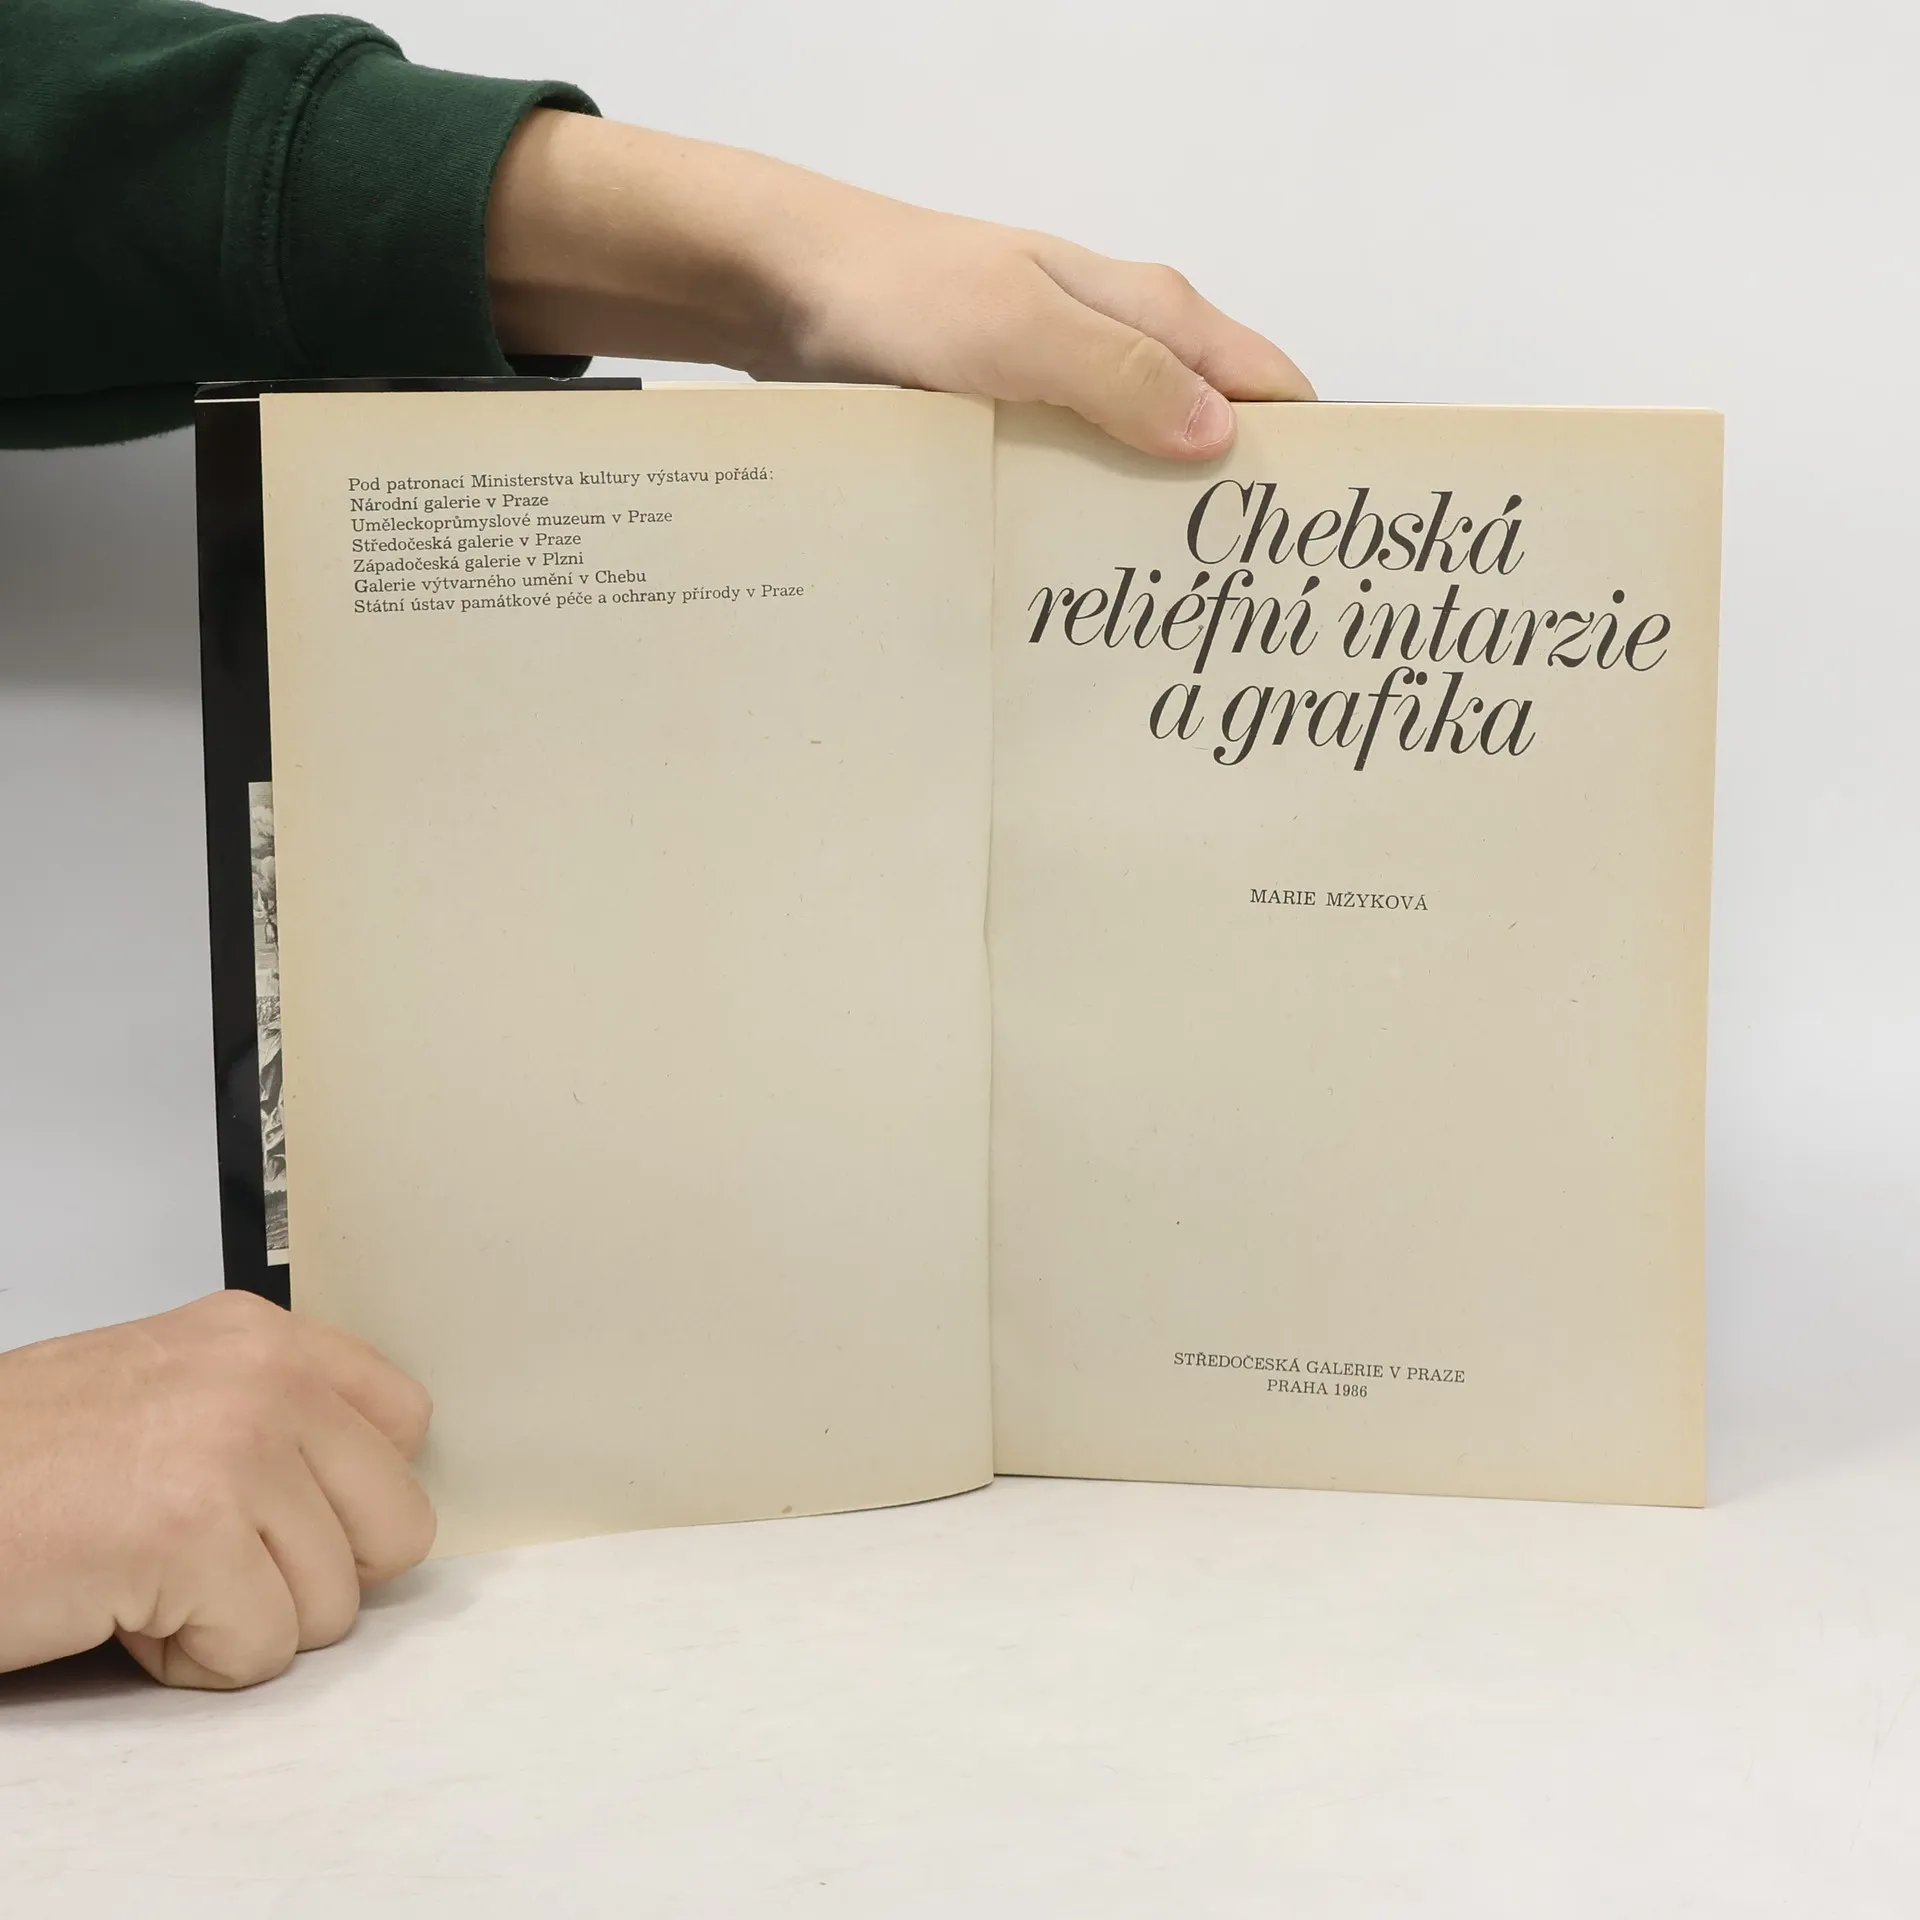 Pod patronací Ministerstva kultury výstavu pořádá:
Národní galerie v Praze
Uměleckoprůmyslové muzeum v Praze
Středočeská galerie v Praze
Západočeská galerie v Plzni
Galerie výtvarného umění v Chebu
Státní ústav památkové péče a ochrany přírody v Praze
Chebská
reliéfní intarzie
a grafika
MARIE MŽYKOVÁ
STŘEDOČESKÁ GALERIE V PRAZE
PRAHA 1986